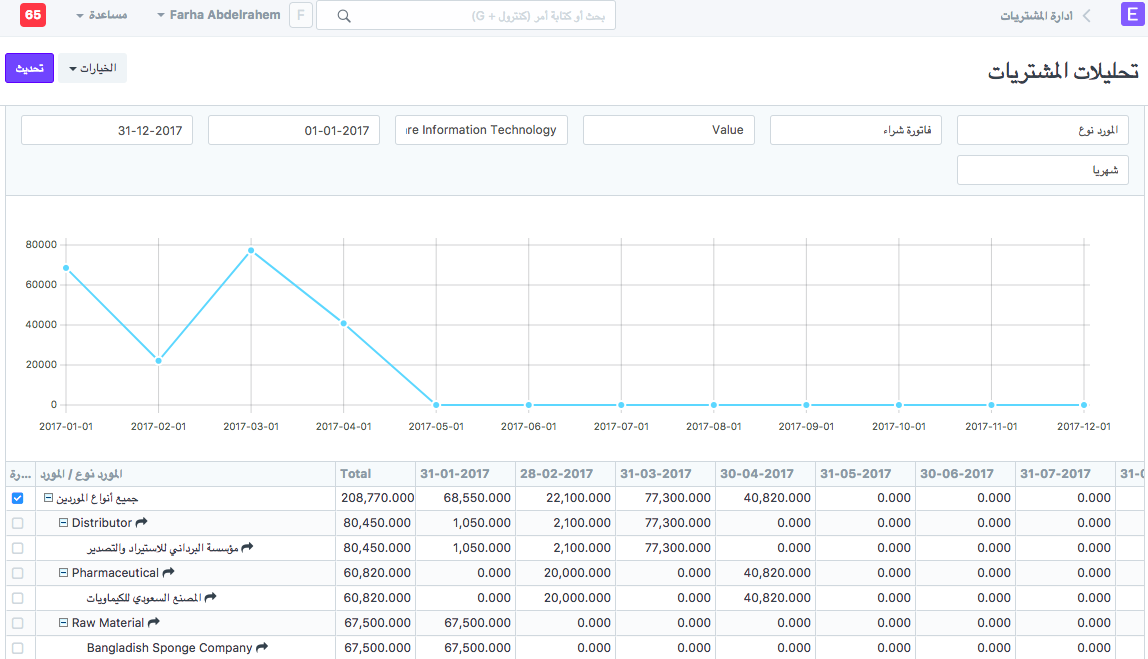 E
ادارة المشتريات
بحث أو كتابة أمر (كنترول + G)
F
Farha Abdelrahem
مساعدة
65
تحليلات المشتريات
الخيارات
تحديث
المورد نوع
فاتورة شراء
Value
re Information Technology
01-01-2017
31-12-2017
شهريا
80000
60000
40000
20000
0
2017-01-01 2017-02-01 2017-03-01 2017-04-01 2017-05-01 2017-06-01 2017-07-01 2017-08-01 2017-09-01 2017-10-01 2017-11-01 2017-12-01
رة... المورد نوع / المورد Total 31-01-2017 28-02-2017 31-03-2017 30-04-2017 31-05-2017 30-06-2017 31-07-2017 31-0
جميع أنواع الموردين 208,770.000 68,550.000 22,100.000 77,300.000 40,820.000 0.000 0.000 0.000
Distributor 80,450.000 1,050.000 2,100.000 77,300.000 0.000 0.000 0.000 0.000
مؤسسة البرداني للاستيراد والتصدير 80,450.000 1,050.000 2,100.000 77,300.000 0.000 0.000 0.000 0.000
Pharmaceutical 60,820.000 0.000 20,000.000 0.000 40,820.000 0.000 0.000 0.000
المصنع السعودي للكيماويات 60,820.000 0.000 20,000.000 0.000 40,820.000 0.000 0.000 0.000
Raw Material 67,500.000 67,500.000 0.000 0.000 0.000 0.000 0.000 0.000
Bangladish Sponge Company 67,500.000 67,500.000 0.000 0.000 0.000 0.000 0.000 0.000